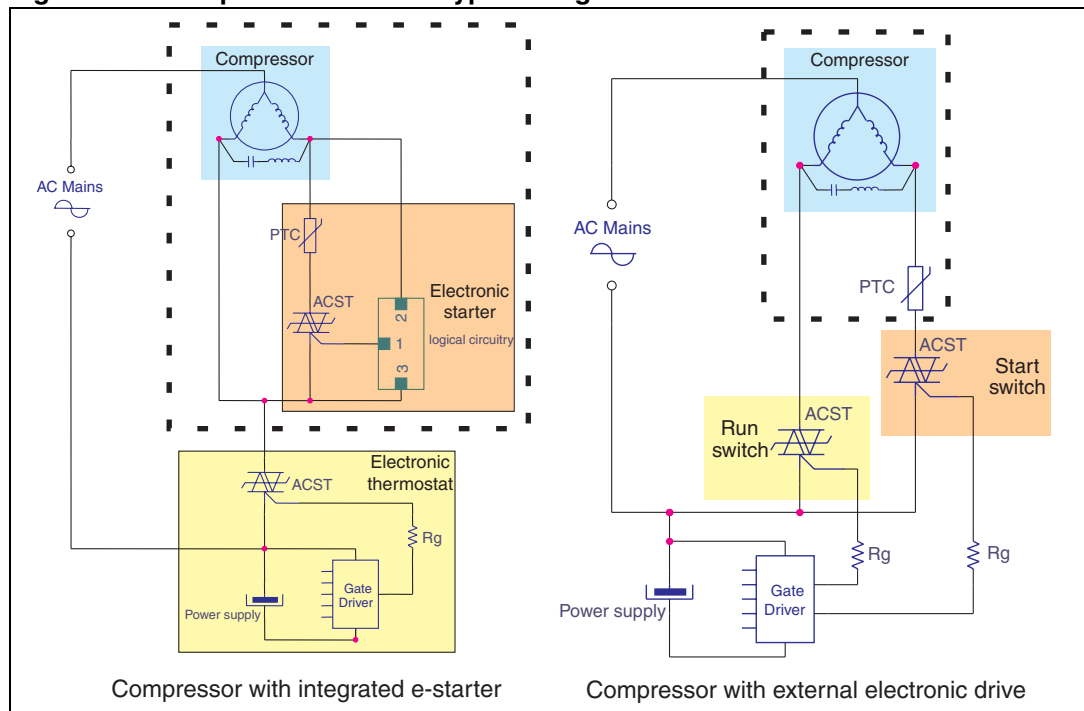 Compressor
AC Mains
PTC
ACST
Electronic
starter
logical circuitry
2
1
3
Electronic
thermostat
ACST
Rg
Gate
Driver
Power supply
Compressor with integrated e-starter
Compressor
AC Mains
PTC
ACST
Start
switch
ACST
Run
switch
Rg
Rg
Gate
Driver
Power supply
Compressor with external electronic drive